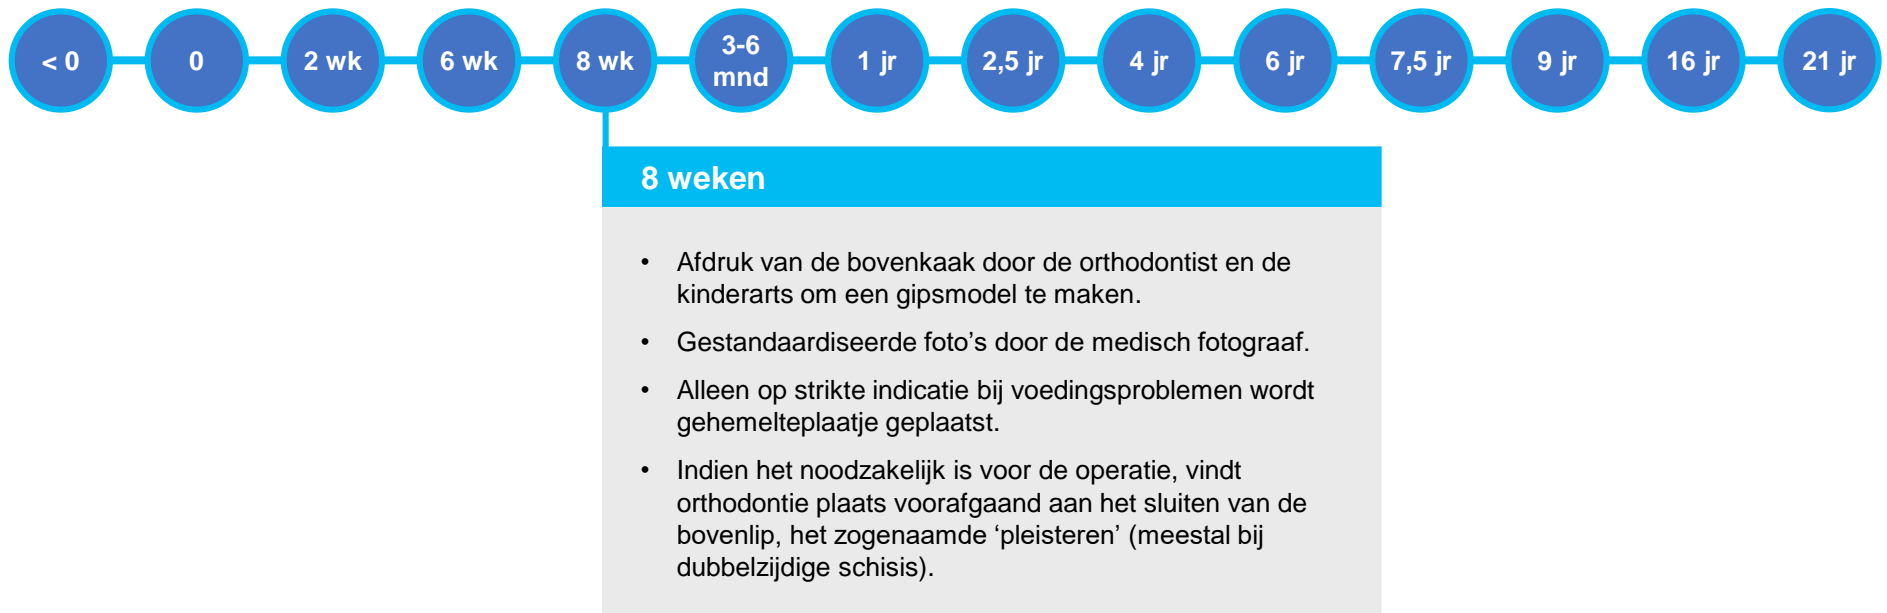 < 0
0
2 wk
6 wk
8 wk
3-6
mnd
1 jr
2,5 jr
4 jr
6 jr
7,5 jr
9 jr
16 jr
21 jr
8 weken
• Afdruk van de bovenkaak door de orthodontist en de
kinderarts om een gipsmodel te maken.
• Gestandaardiseerde foto’s door de medisch fotograaf.
• Alleen op strikte indicatie bij voedingsproblemen wordt
gehemelteplaatje geplaatst.
• Indien het noodzakelijk is voor de operatie, vindt
orthodontie plaats voorafgaand aan het sluiten van de
bovenlip, het zogenaamde ‘pleisteren’ (meestal bij
dubbelzijdige schisis).